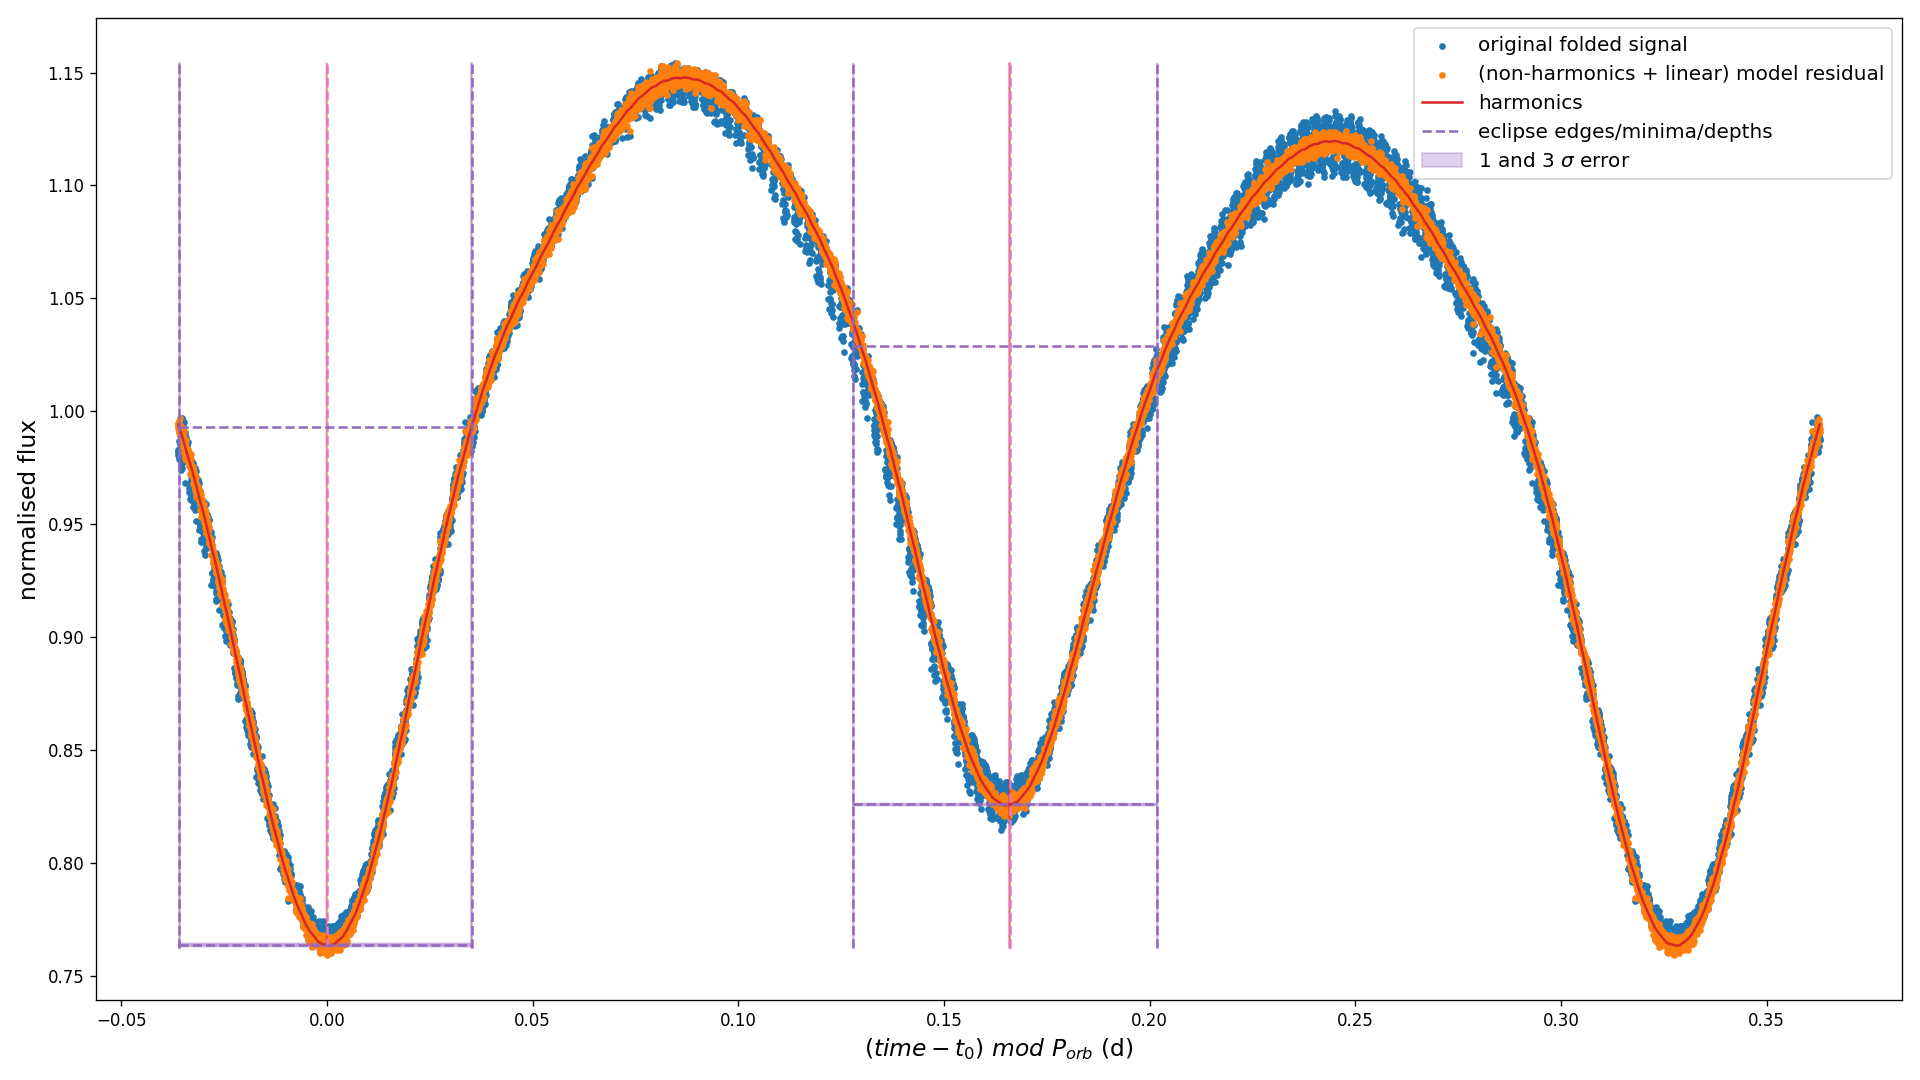 original folded signal
(non-harmonics + linear) model residual
harmonics
eclipse edges/minima/depths
1 and 3 σ error
normalised flux
1.15
1.10
1.05
1.00
0.95
0.90
0.85
0.80
0.75
−0.05 0.00 0.05 0.10 0.15 0.20 0.25 0.30 0.35
(time − t₀) mod Pₒᵣb (d)